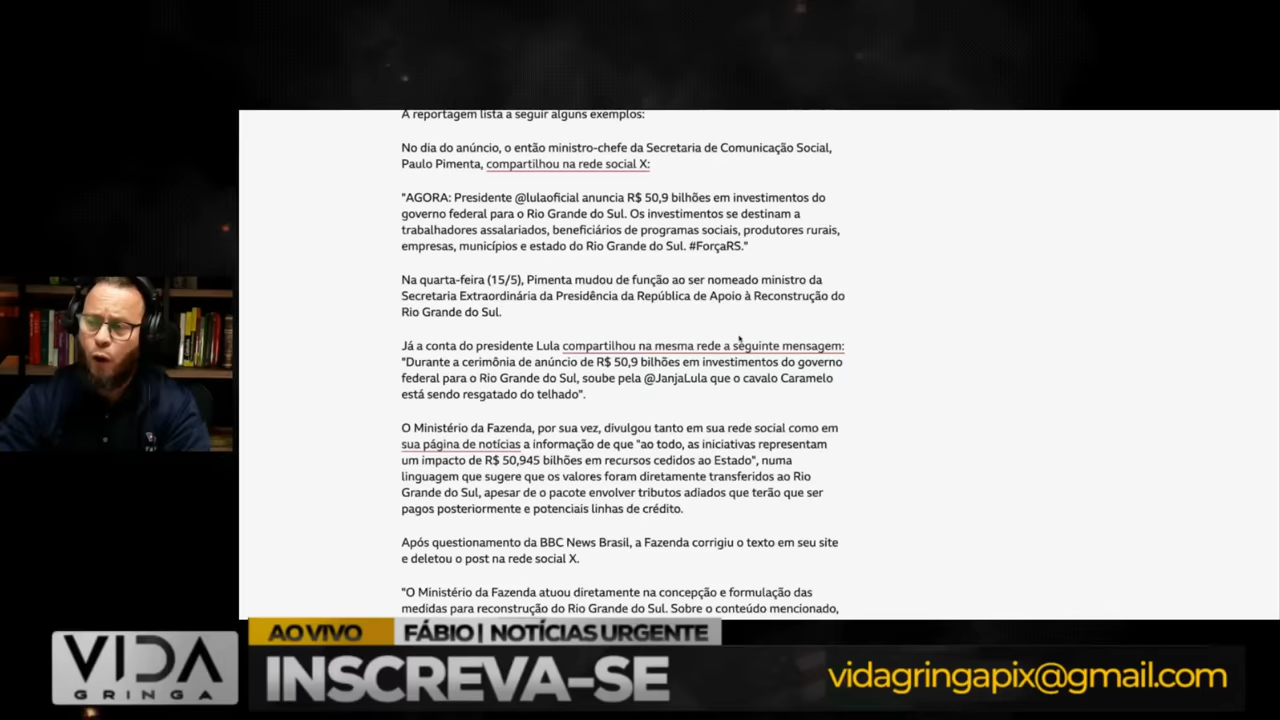 A reportagem lista a seguir alguns exemplos:
No dia do anúncio, o então ministro-chefe da Secretaria de Comunicação Social,
Paulo Pimenta, compartilhou na rede social X:
"AGORA: Presidente @lulaoficial anuncia R$ 50,9 bilhões em investimentos do
governo federal para o Rio Grande do Sul. Os investimentos se destinam a
trabalhadores assalariados, beneficiários de programas sociais, produtores rurais,
empresas, municípios e estado do Rio Grande do Sul. #ForçaRS."
Na quarta-feira (15/5), Pimenta mudou de função ao ser nomeado ministro da
Secretaria Extraordinária da Presidência da República de Apoio à Reconstrução do
Rio Grande do Sul.
Já a conta do presidente Lula compartilhou na mesma rede a seguinte mensagem:
"Durante a cerimônia de anúncio de R$ 50,9 bilhões em investimentos do governo
federal para o Rio Grande do Sul, soube pela @JanjaLula que o cavalo Caramelo
está sendo resgatado do telhado".
O Ministério da Fazenda, por sua vez, divulgou tanto em sua rede social como em
sua página de notícias a informação de que "ao todo, as iniciativas representam
um impacto de R$ 50,945 bilhões em recursos cedidos ao Estado", numa
linguagem que sugere que os valores foram diretamente transferidos ao Rio
Grande do Sul, apesar de o pacote envolver tributos adiados que terão que ser
pagos posteriormente e potenciais linhas de crédito.
Após questionamento da BBC News Brasil, a Fazenda corrigiu o texto em seu site
e deletou o post na rede social X.
"O Ministério da Fazenda atuou diretamente na concepção e formulação das
medidas para reconstrução do Rio Grande do Sul. Sobre o conteúdo mencionado,
AO VIVO FÁBIO | NOTÍCIAS URGENTE
VIDA
GRINGA
INSCREVA-SE
vidagringapix@gmail.com